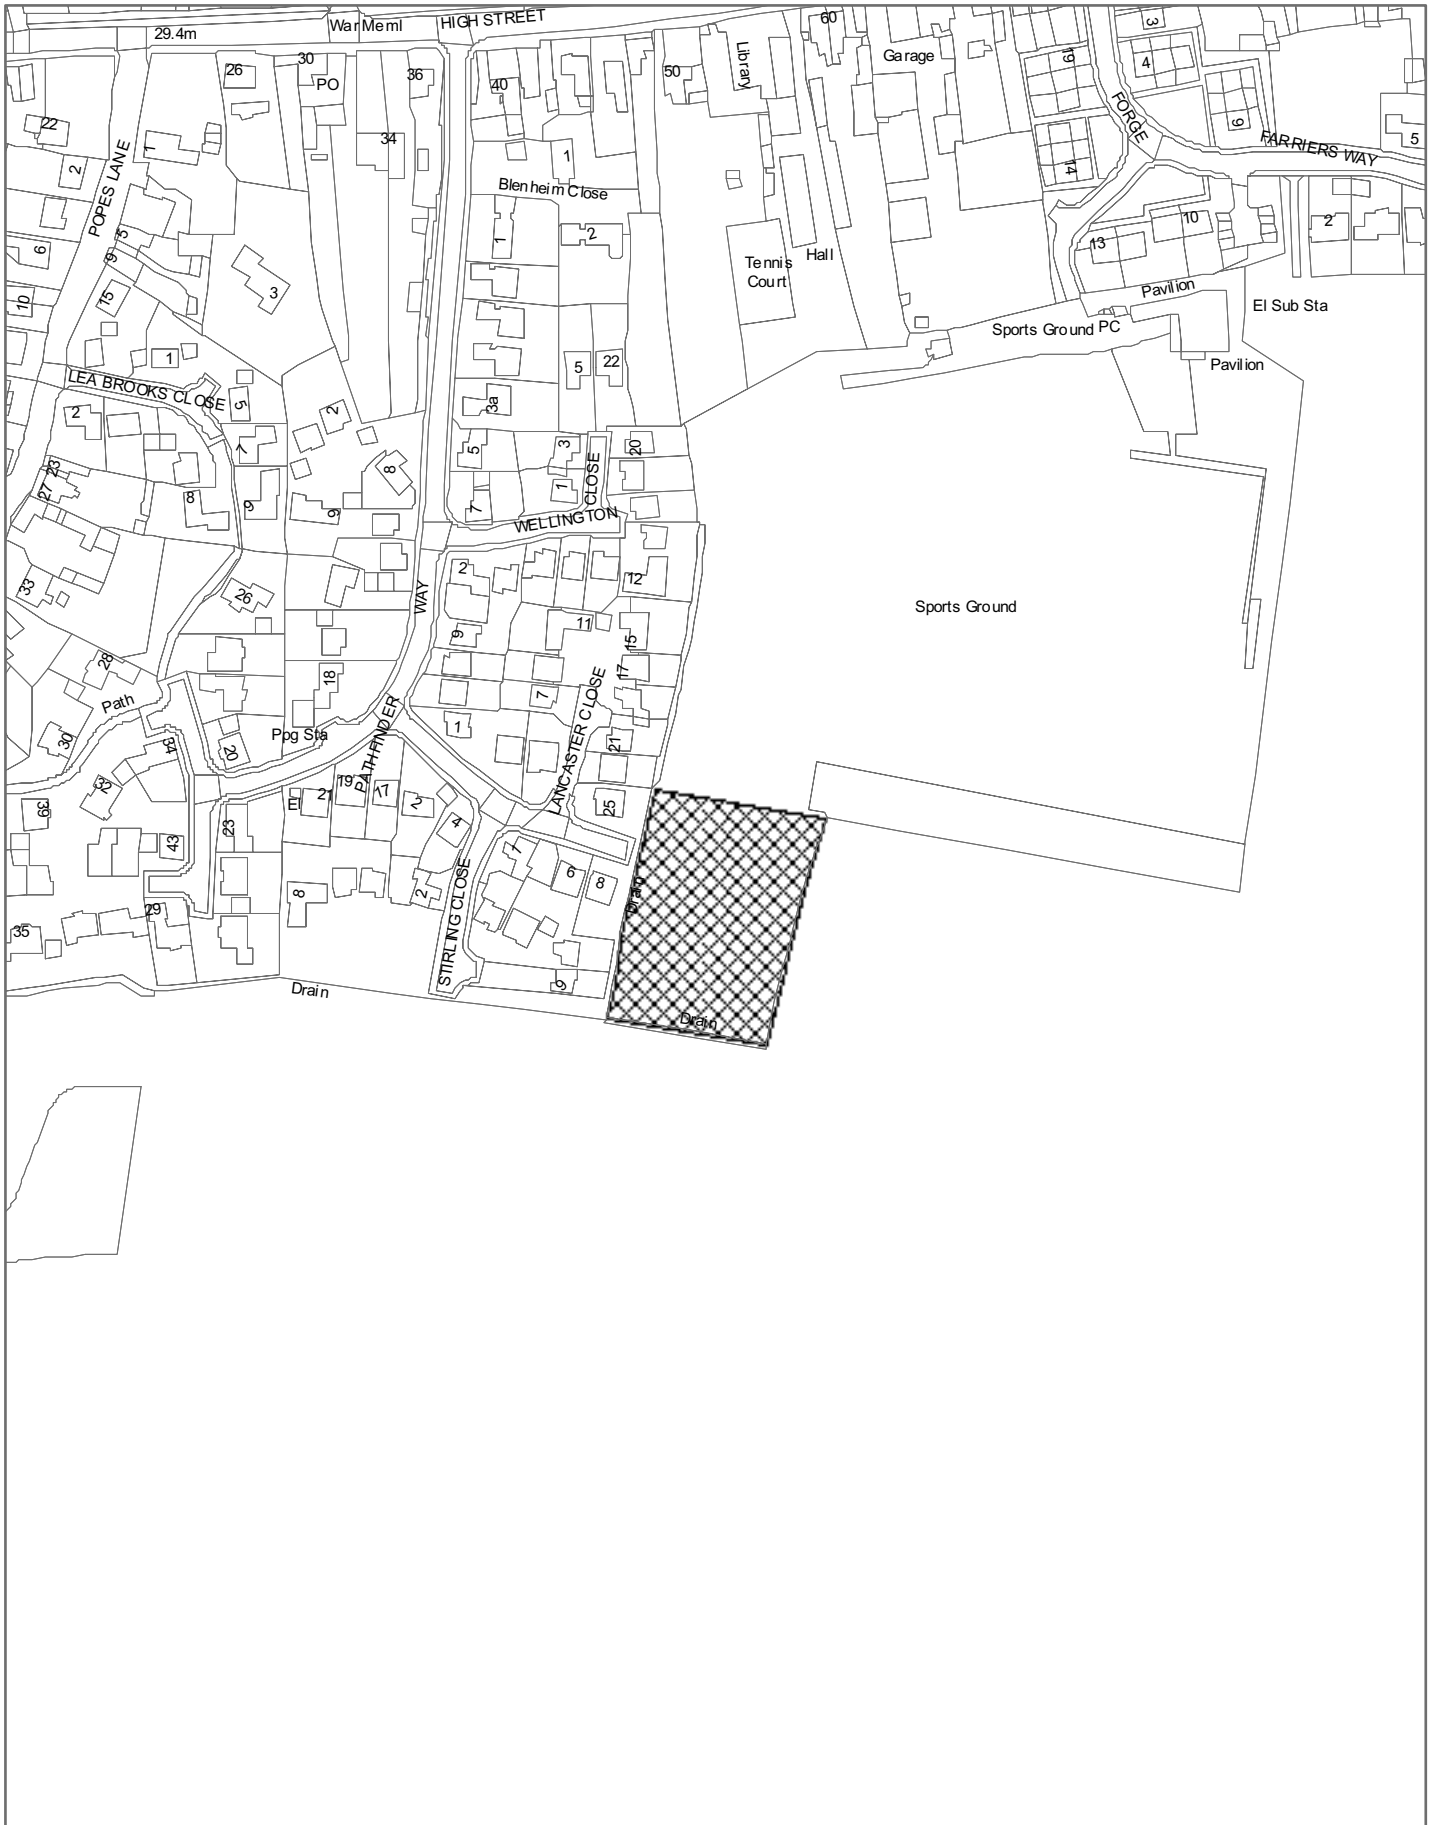 29.4m
War Meml
HIGH STREET
60
Library
Garage
19
3
4
26
30
PO
36
40
50
FORGE
9
FARRIERS WAY
5
22
2
POPES LANE
1
34
1
14
Blenheim Close
6
5
9
1
2
13
10
2
Tennis
Court
Hall
10
15
3
Pavilion
El Sub Sta
Sports Ground PC
Pavilion
1
5
22
LEA BROOKS CLOSE
5
2
3a
2
7
5
3
CLOSE
20
23
27
8
8
9
9
7
1
WELLINGTON
33
26
WAY
2
12
Sports Ground
9
11
15
28
18
17
Path
7
LANCASTER CLOSE
30
34
20
Ppg Sta
PATHFINDER
1
21
32
39
El
21
19
17
2
4
25
43
23
7
6
8
Drain
8
2
STIRLING CLOSE
29
35
9
Drain
Drain